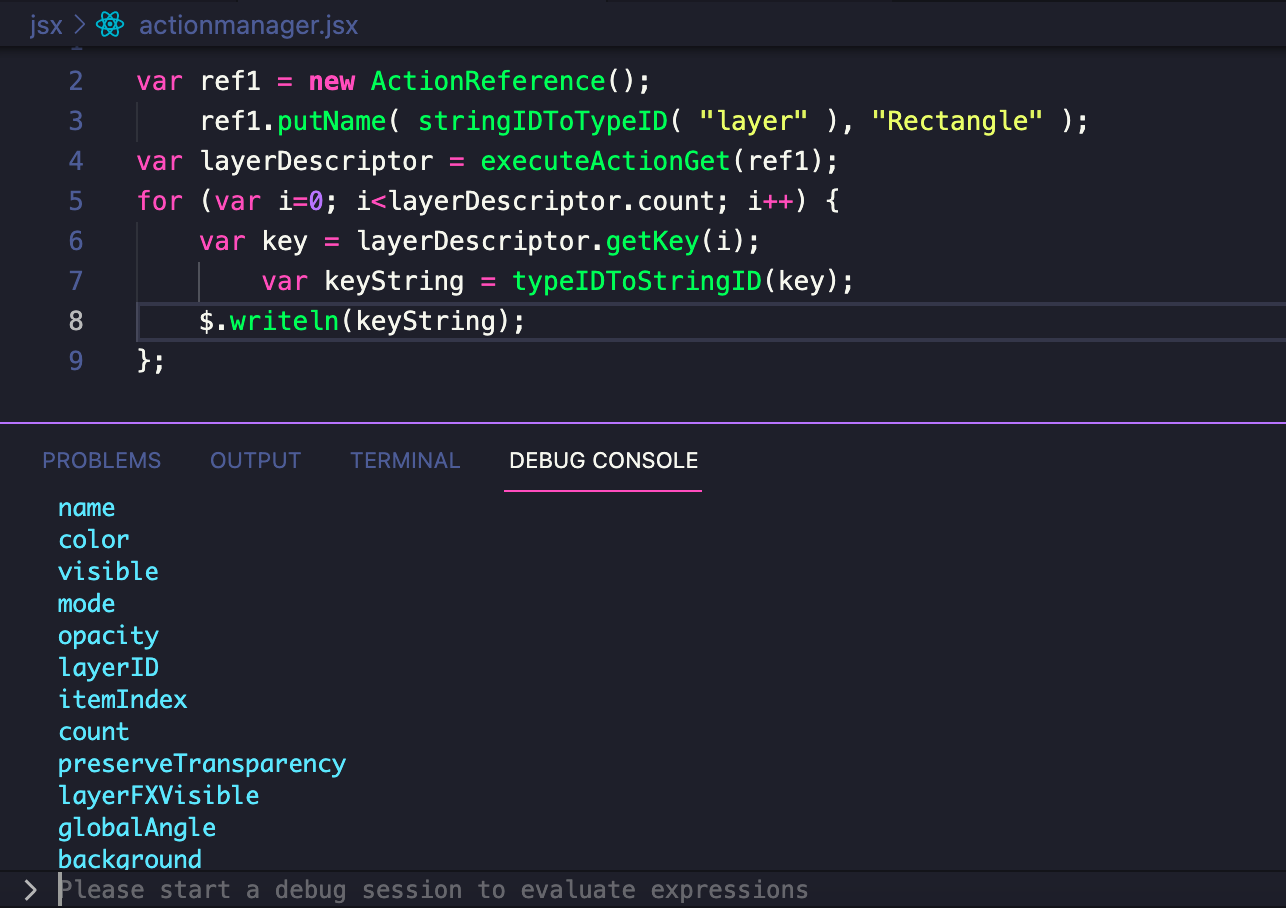 jsx > actionmanager.jsx
2 var ref1 = new ActionReference();
3 ref1.putName( stringIDToTypeID( "layer" ), "Rectangle" );
4 var layerDescriptor = executeActionGet(ref1);
5 for (var i=0; i<layerDescriptor.count; i++) {
6 var key = layerDescriptor.getKey(i);
7 var keyString = typeIDToStringID(key);
8 $.writeln(keyString);
9 };
PROBLEMS OUTPUT TERMINAL DEBUG CONSOLE
name
color
visible
mode
opacity
layerID
itemIndex
count
preserveTransparency
layerFXVisible
globalAngle
background
> Please start a debug session to evaluate expressions